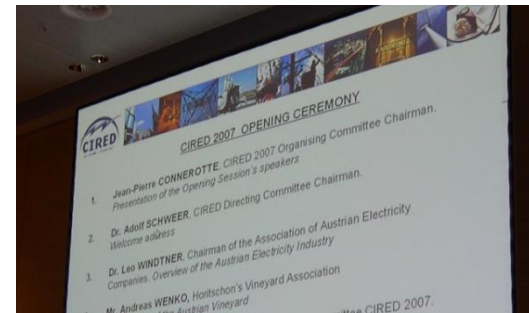 CIRED
CIRED 2007 OPENING CEREMONY
1. Jean-Pierre CONNEROTTE, CIRED 2007 Organising Committee Chairman.
Presentation of the Opening Session's speakers
2. Dr. Adolf SCHWEER, CIRED Directing Committee Chairman.
Welcome address
3. Dr. Leo WINDTNER, Chairman of the Association of Austrian Electricity
Companies. Overview of the Austrian Electricity Industry
Mr. Andreas WENKO, Horitschon's Vineyard Association
the Austrian Vineyard
CIRED 2007.